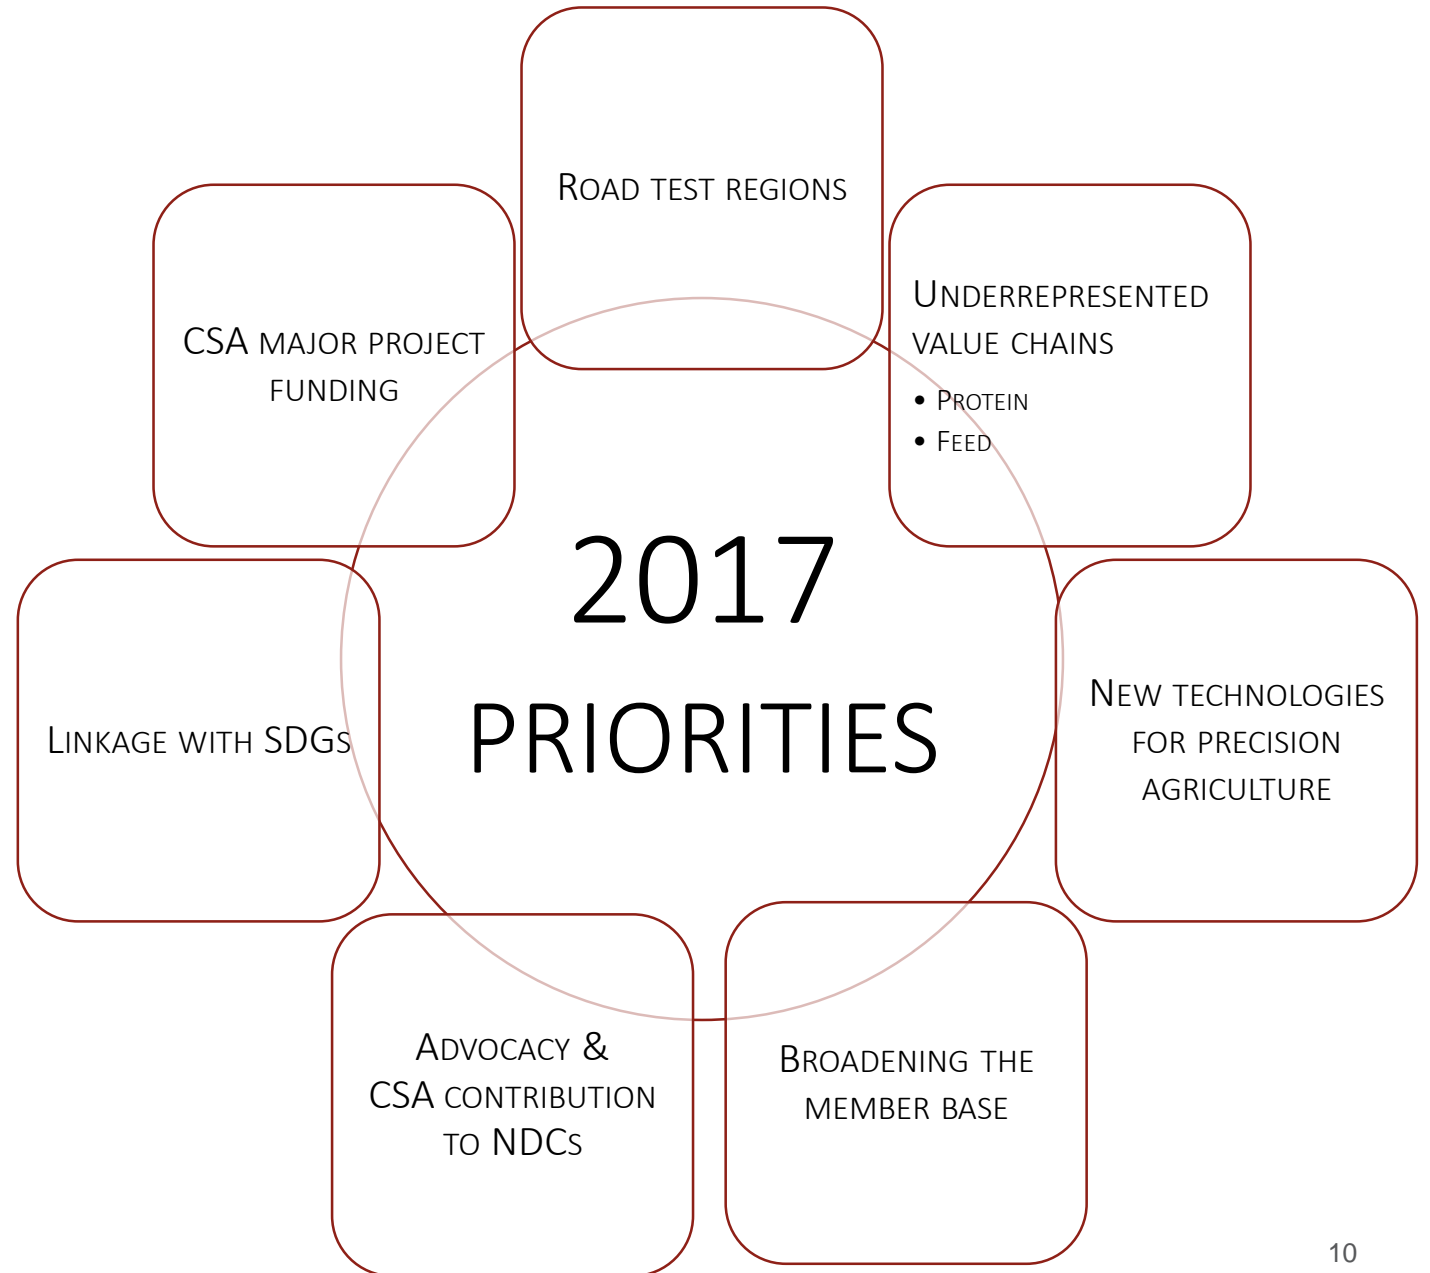 Road test regions
Underrepresented
value chains
• Protein
• Feed
New technologies
for precision
agriculture
Broadening the
member base
Advocacy &
CSA contribution
to NDCs
Linkage with SDGs
CSA major project
funding
2017
PRIORITIES
10